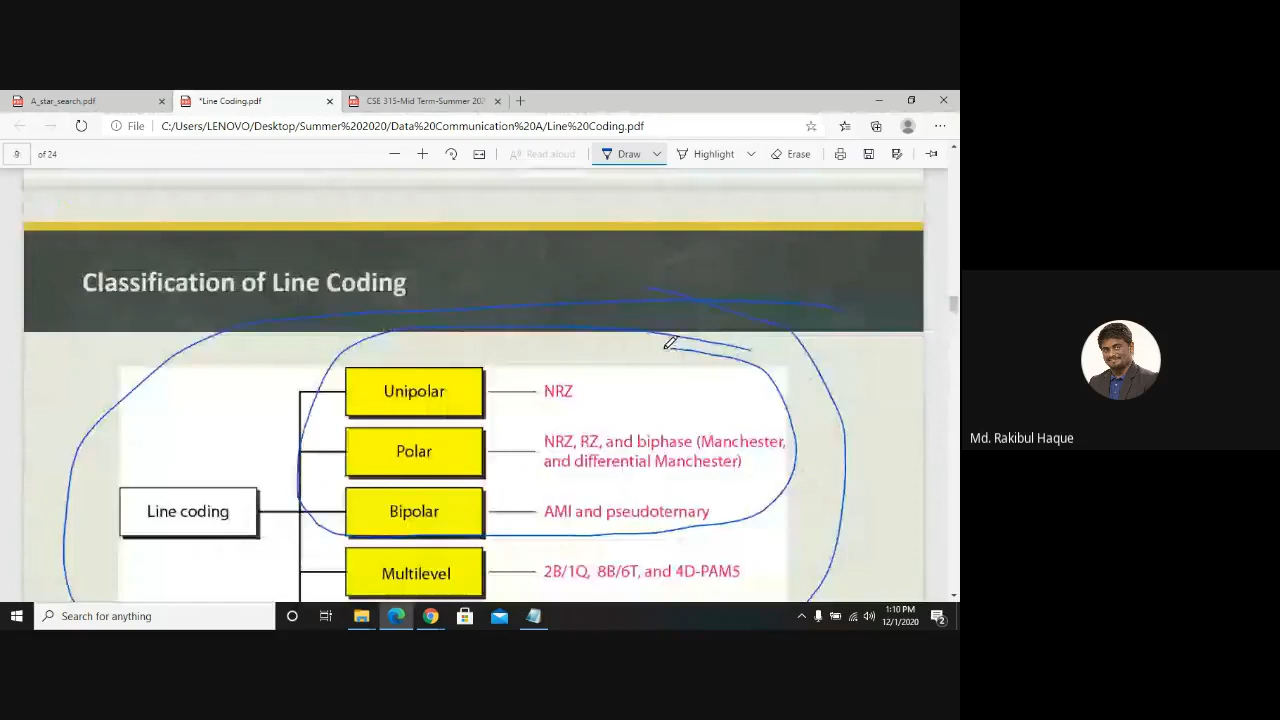 A_star_search.pdf
*Line Coding.pdf
CSE 315-Mid Term-Summer 202
File
C:/Users/LENOVO/Desktop/Summer%202020/Data%20Communication%20A/Line%20Coding.pdf
9 of 24
Read aloud
Draw
Highlight
Erase
Classification of Line Coding
Unipolar
NRZ
Polar
NRZ, RZ, and biphase (Manchester,
and differential Manchester)
Line coding
Bipolar
AMI and pseudoternary
Multilevel
2B/1Q, 8B/6T, and 4D-PAM5
Md. Rakibul Haque
Search for anything
1:10 PM
12/1/2020
2